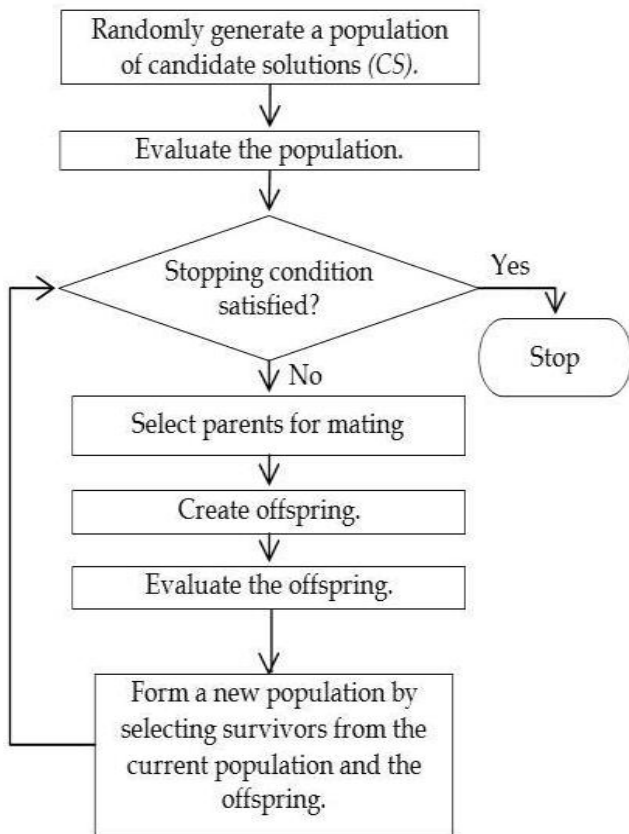 Randomly generate a population
of candidate solutions (CS).
Evaluate the population.
Stopping condition
satisfied?
Yes
Stop
No
Select parents for mating
Create offspring.
Evaluate the offspring.
Form a new population by
selecting survivors from the
current population and the
offspring.